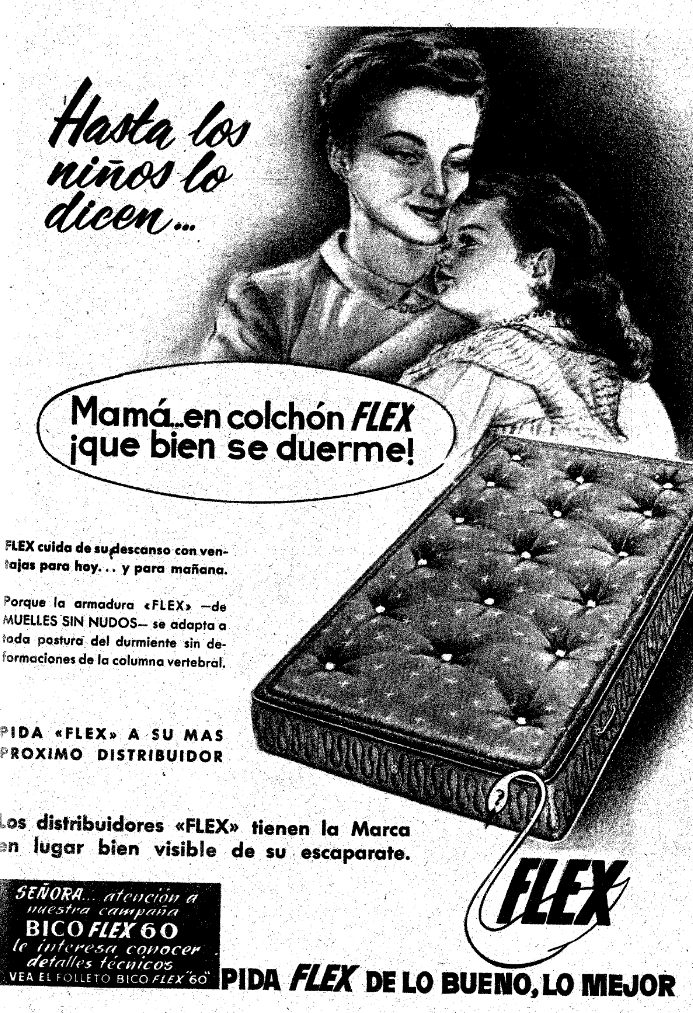 Hasta los
niños lo
dicen...
Mamá...en colchón FLEX
¡que bien se duerme!
FLEX cuida de su descanso con ven-
tajas para hoy... y para mañana.
Porque la armadura «FLEX» —de
MUELLES SIN NUDOS— se adapta a
toda postura del durmiente sin de-
formaciones de la columna vertebral.
PIDA «FLEX» A SU MAS
PROXIMO DISTRIBUIDOR
Los distribuidores «FLEX» tienen la Marca
en lugar bien visible de su escaparate.
?
FLEX
SEÑORA... atención a
nuestra campaña
BICO FLEX 60
le interesa conocer
detalles técnicos
VEA EL FOLLETO BICO FLEX "60"
PIDA FLEX DE LO BUENO, LO MEJOR